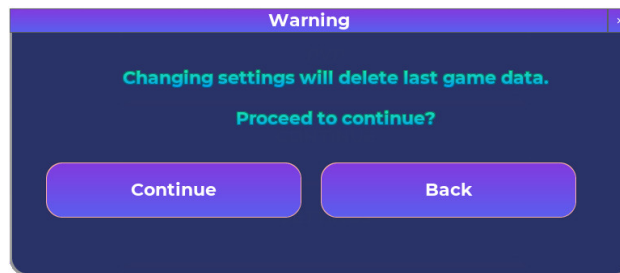 Warning
Changing settings will delete last game data.
Proceed to continue?
Continue
Back